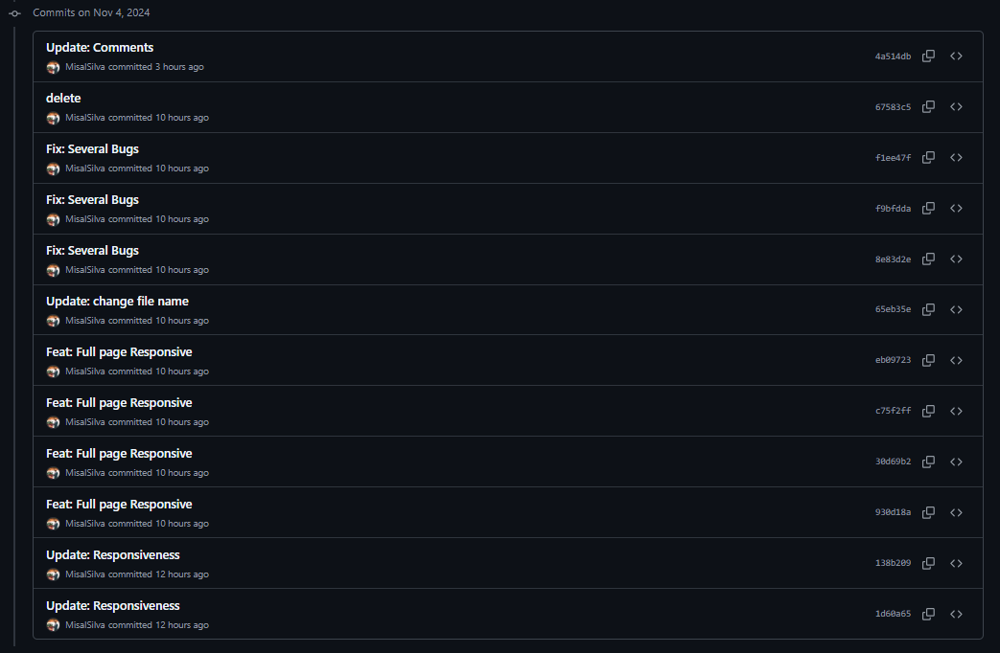 Commits on Nov 4, 2024
Update: Comments
MisalSilva committed 3 hours ago
4a514db
delete
MisalSilva committed 10 hours ago
67583c5
Fix: Several Bugs
MisalSilva committed 10 hours ago
f1ee47f
Fix: Several Bugs
MisalSilva committed 10 hours ago
f9bfdda
Fix: Several Bugs
MisalSilva committed 10 hours ago
8e83d2e
Update: change file name
MisalSilva committed 10 hours ago
65eb35e
Feat: Full page Responsive
MisalSilva committed 10 hours ago
eb09723
Feat: Full page Responsive
MisalSilva committed 10 hours ago
c75f2ff
Feat: Full page Responsive
MisalSilva committed 10 hours ago
30d69b2
Feat: Full page Responsive
MisalSilva committed 10 hours ago
930d18a
Update: Responsiveness
MisalSilva committed 12 hours ago
138b209
Update: Responsiveness
MisalSilva committed 12 hours ago
1d60a65